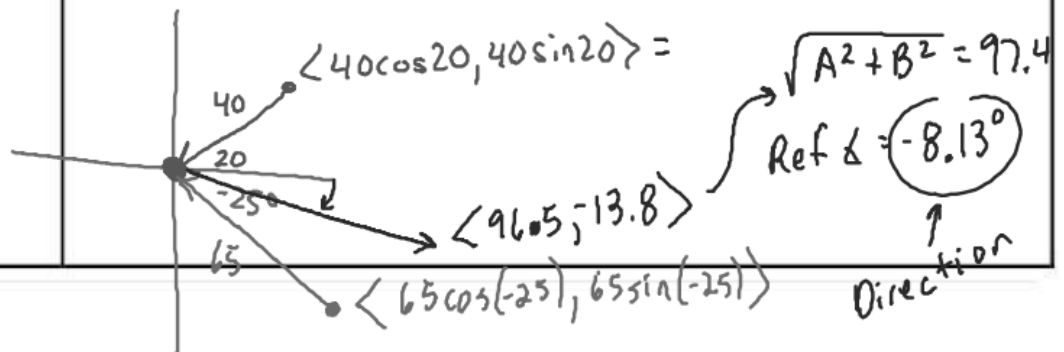 ⟨40cos20, 40sin20⟩ =
√A² + B² = 97.4
40
20
Ref ∡ = -8.13°
-25°
⟨96.5, -13.8⟩
65
⟨65cos(-25), 65sin(-25)⟩
Direction